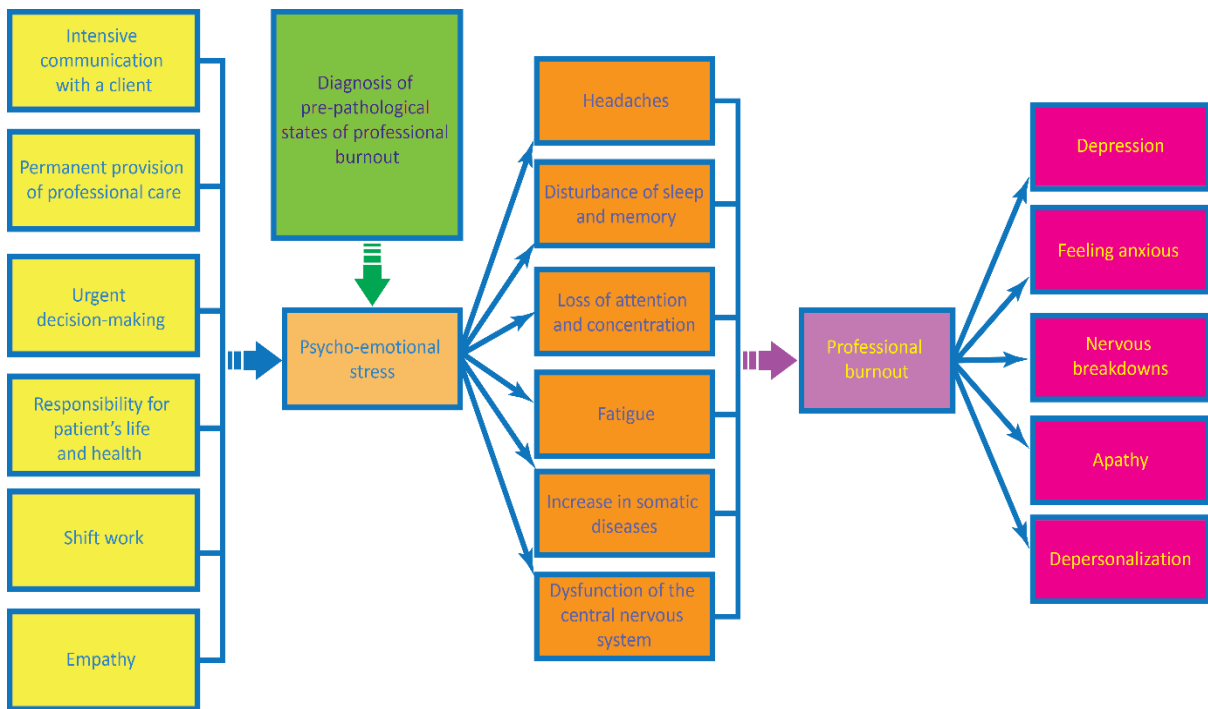 Intensive
communication
with a client
Permanent provision
of professional care
Urgent
decision-making
Responsibility for
patient's life
and health
Shift work
Empathy
Diagnosis of
pre-pathological
states of professional
burnout
Psycho-emotional
stress
Headaches
Disturbance of sleep
and memory
Loss of attention
and concentration
Fatigue
Increase in somatic
diseases
Dysfunction of the
central nervous
system
Professional
burnout
Depression
Feeling anxious
Nervous
breakdowns
Apathy
Depersonalization